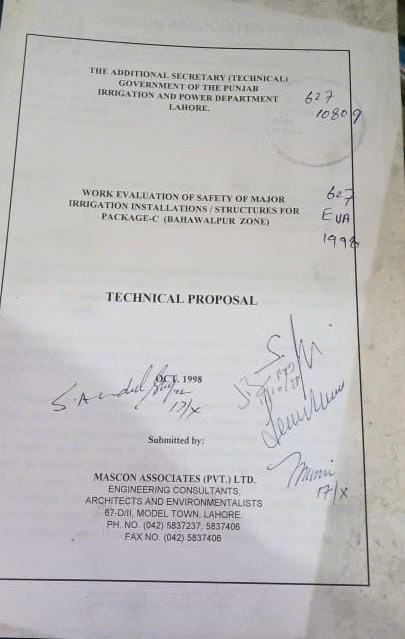 THE ADDITIONAL SECRETARY (TECHNICAL)
GOVERNMENT OF THE PUNJAB
IRRIGATION AND POWER DEPARTMENT
LAHORE.
627
10809
WORK EVALUATION OF SAFETY OF MAJOR
IRRIGATION INSTALLATIONS / STRUCTURES FOR
PACKAGE-C (BAHAWALPUR ZONE)
627
EVA
1998
TECHNICAL PROPOSAL
OCT. 1998
17/X
Submitted by:
17/X
MASCON ASSOCIATES (PVT.) LTD.
ENGINEERING CONSULTANTS,
ARCHITECTS AND ENVIRONMENTALISTS
67-D/II, MODEL TOWN, LAHORE.
PH. NO. (042) 5837237, 5837406
FAX NO. (042) 5837406